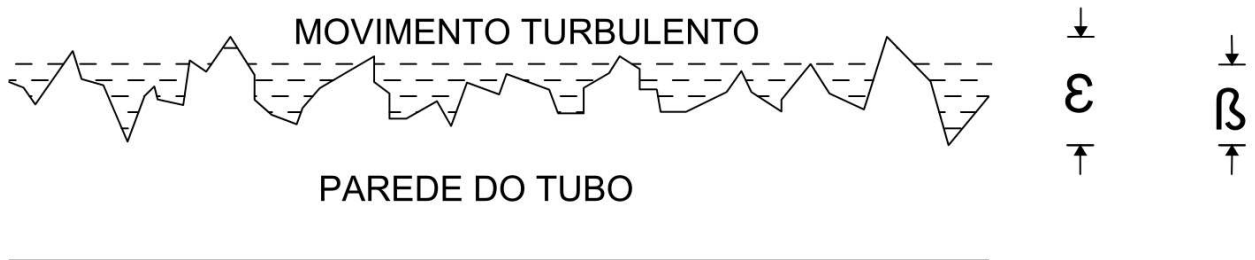 MOVIMENTO TURBULENTO
ε
ß
PAREDE DO TUBO